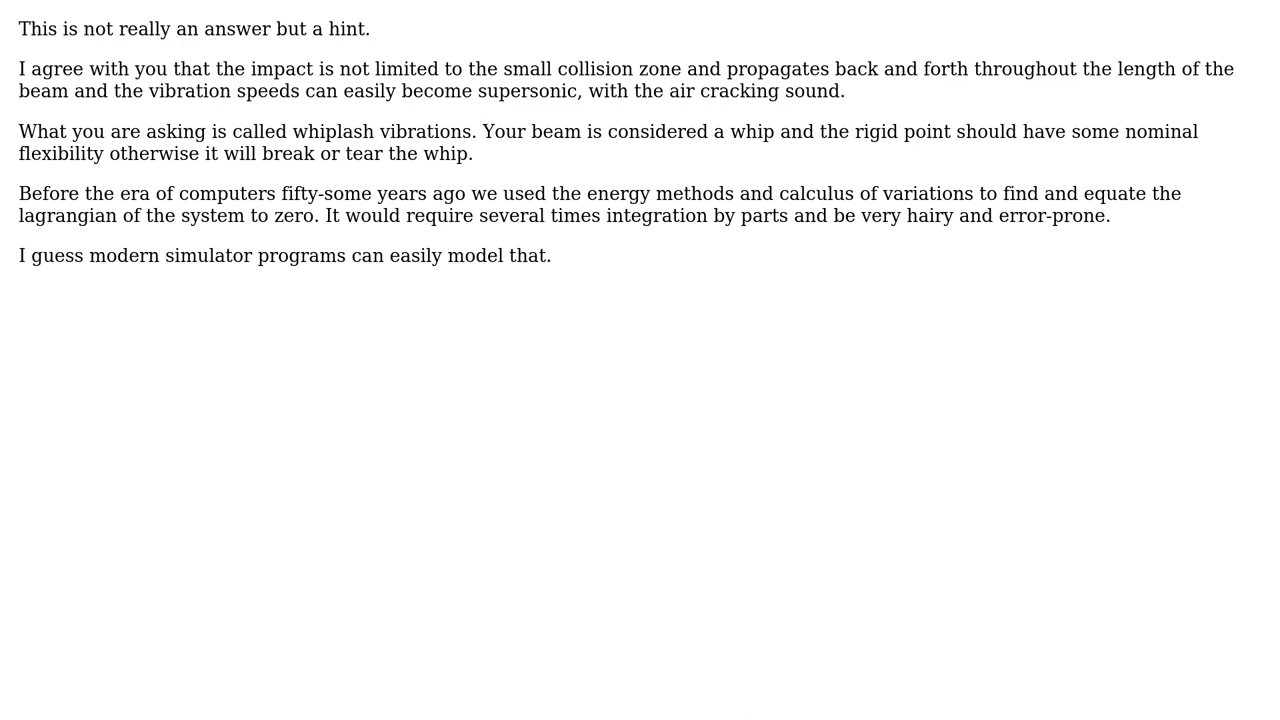 This is not really an answer but a hint.
I agree with you that the impact is not limited to the small collision zone and propagates back and forth throughout the length of the
beam and the vibration speeds can easily become supersonic, with the air cracking sound.
What you are asking is called whiplash vibrations. Your beam is considered a whip and the rigid point should have some nominal
flexibility otherwise it will break or tear the whip.
Before the era of computers fifty-some years ago we used the energy methods and calculus of variations to find and equate the
lagrangian of the system to zero. It would require several times integration by parts and be very hairy and error-prone.
I guess modern simulator programs can easily model that.